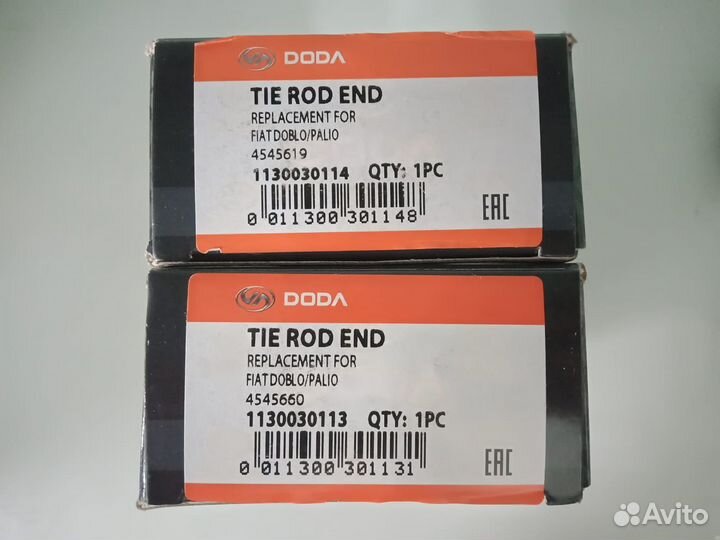 DODA
TIE ROD END
REPLACEMENT FOR
FIAT DOBLO/PALIO
4545619
1130030114 QTY: 1PC
0 011300 301148
EAC
DODA
TIE ROD END
REPLACEMENT FOR
FIAT DOBLO/PALIO
4545660
1130030113 QTY: 1PC
0 011300 301131
EAC
Avito